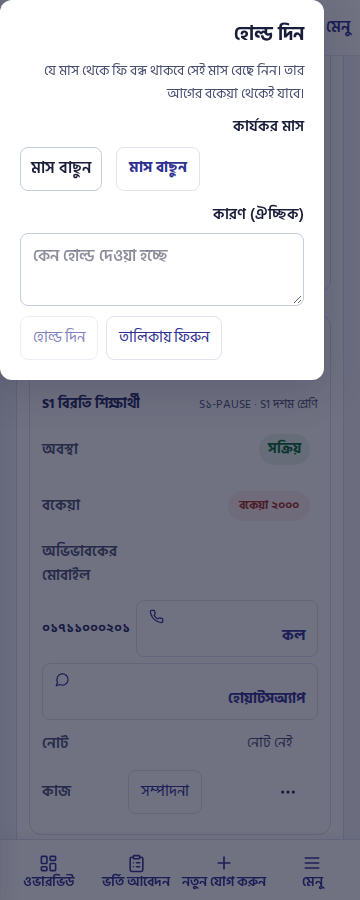 মেনু
হোল্ড দিন
যে মাস থেকে ফি বন্ধ থাকবে সেই মাস বেছে নিন। তার
আগের বকেয়া থেকেই যাবে।
কার্যকর মাস
মাস বাছুন মাস বাছুন
কারণ (ঐচ্ছিক)
কেন হোল্ড দেওয়া হচ্ছে
হোল্ড দিন তালিকায় ফিরুন
S1 বিরতি শিক্ষার্থী S১-PAUSE · S1 দশম শ্রেণি
অবস্থা সক্রিয়
বকেয়া বকেয়া ২০০০
অভিভাবকের
মোবাইল
০১৭১১০০০২০১ কল
হোয়াটসঅ্যাপ
নোট নোট নেই
কাজ সম্পাদনা ...
ওভারভিউ ভর্তি আবেদন নতুন যোগ করুন মেনু